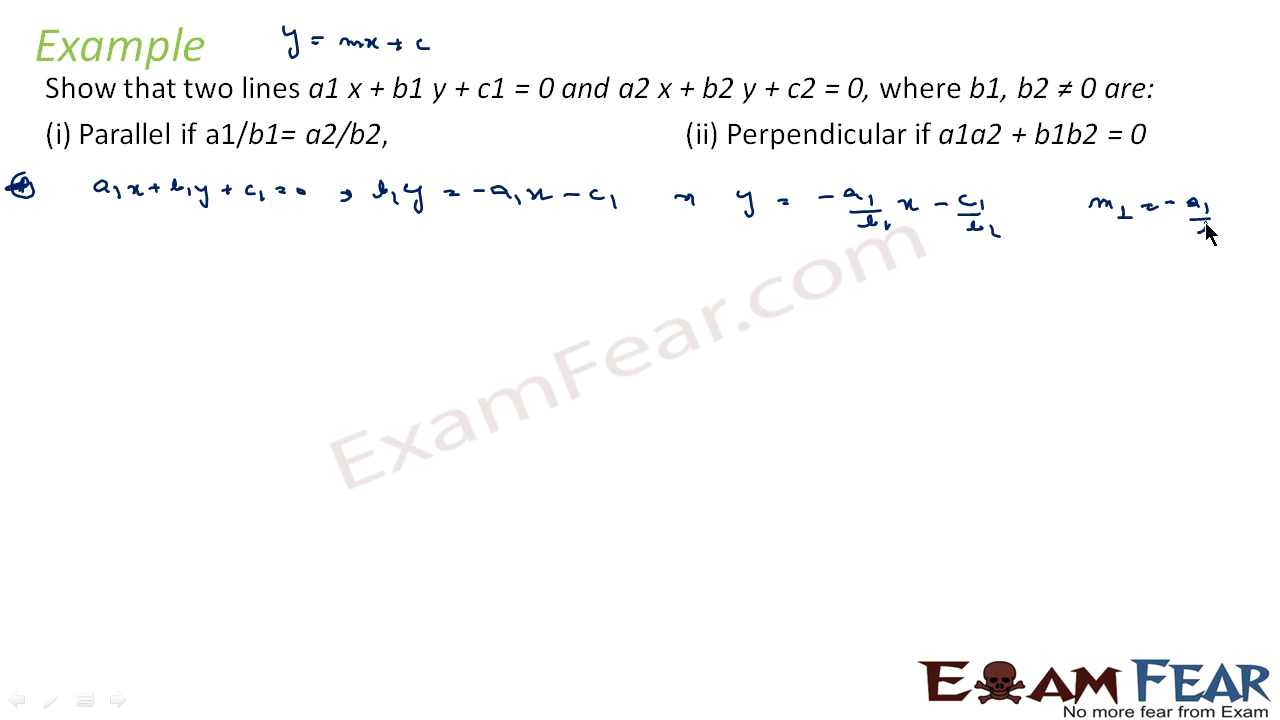 Example y = mx + c
Show that two lines a1 x + b1 y + c1 = 0 and a2 x + b2 y + c2 = 0, where b1, b2 ≠ 0 are:
(i) Parallel if a1/b1= a2/b2, (ii) Perpendicular if a1a2 + b1b2 = 0
a₁x + b₁y + c₁ = 0 ⇒ b₁y = -a₁x - c₁ ⇒ y = -a₁/b₁ x - c₁/b₂ m₁ = - a₁/b
ExamFear.com
EXAM FEAR
No more fear from Exam